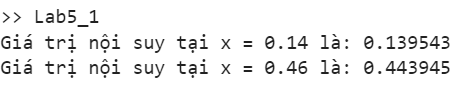 >> Lab5_1
Giá trị nội suy tại x = 0.14 là: 0.139543
Giá trị nội suy tại x = 0.46 là: 0.443945